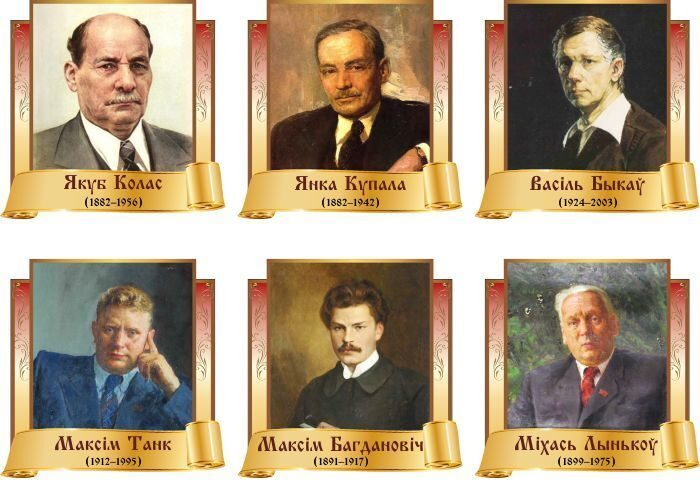 Якуб Колас
(1882–1956)
Янка Купала
(1882–1942)
Васіль Быкаў
(1924–2003)
Максім Танк
(1912–1995)
Максім Багдановіч
(1891–1917)
Міхась Лынькоў
(1899–1975)